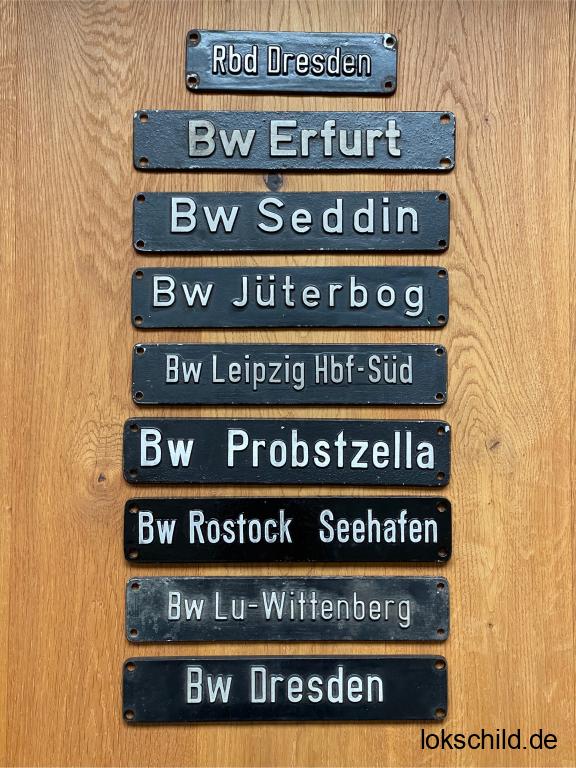 Rbd Dresden
Bw Erfurt
Bw Seddin
Bw Jüterbog
Bw Leipzig Hbf-Süd
Bw Probstzella
Bw Rostock Seehafen
Bw Lu-Wittenberg
Bw Dresden
lokschild.de